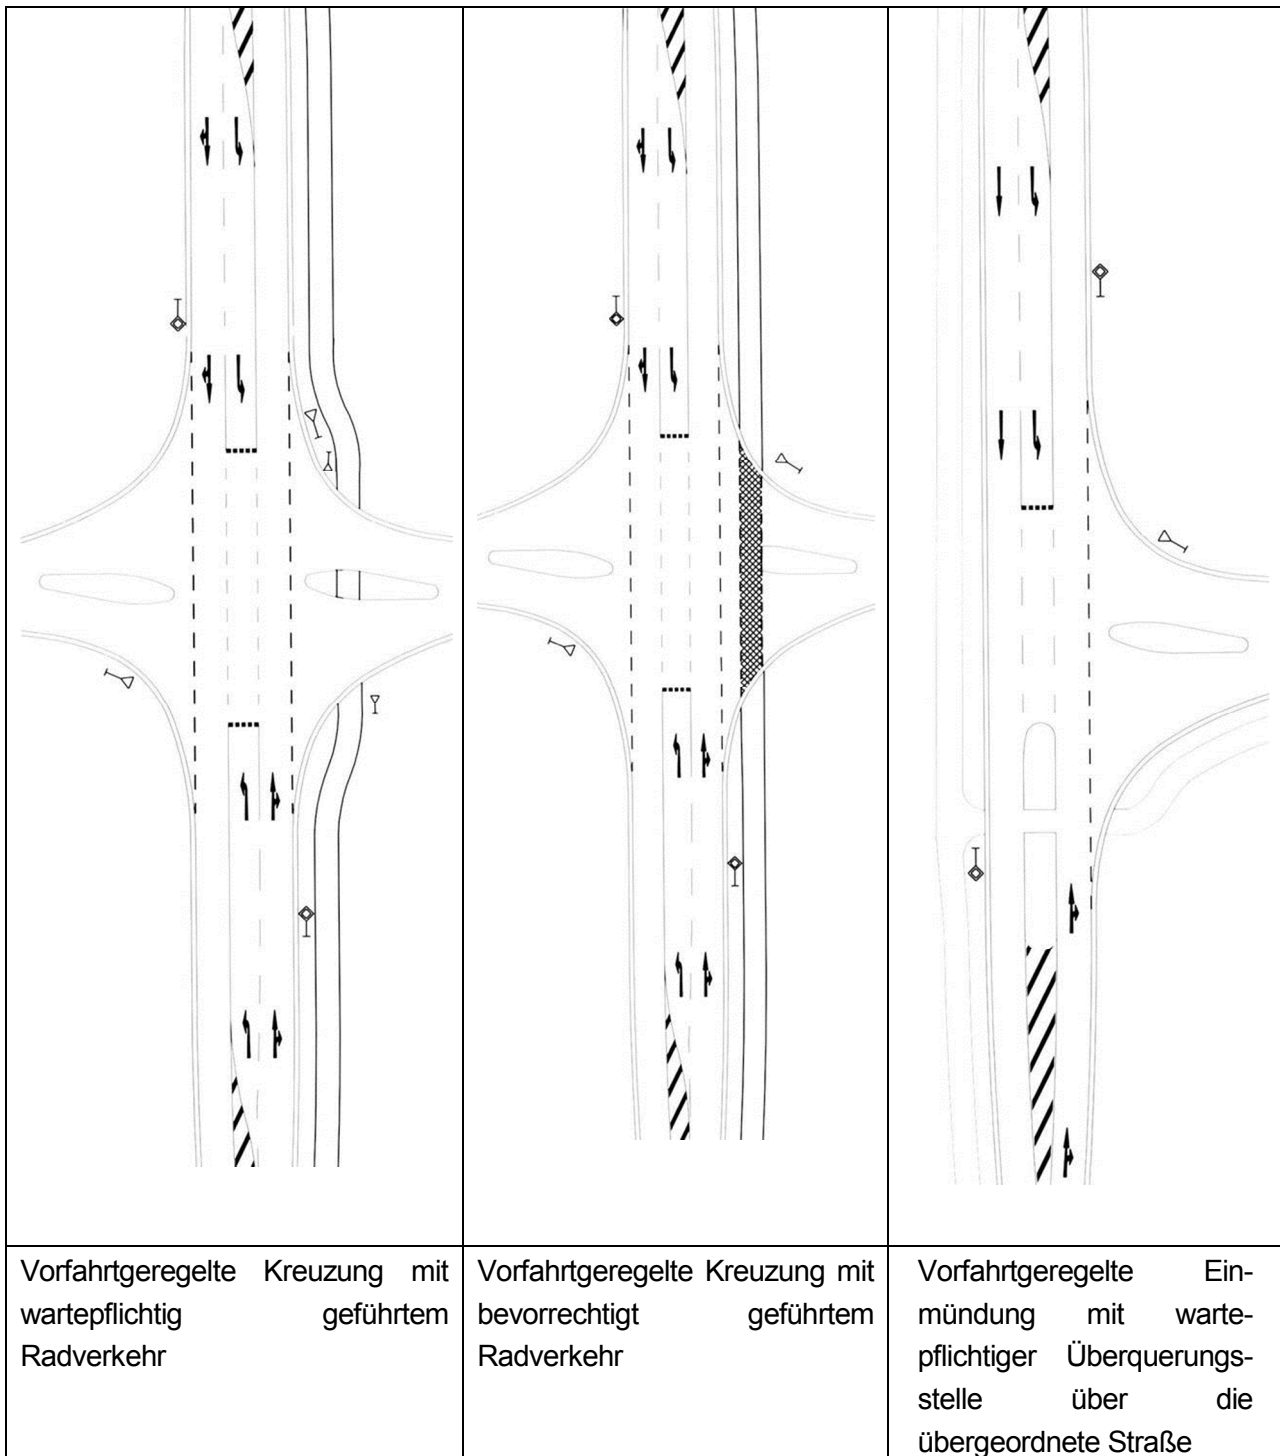 Vorfahrtgeregelte Kreuzung mit
wartepflichtig geführtem
Radverkehr
Vorfahrtgeregelte Kreuzung mit
bevorrechtigt geführtem
Radverkehr
Vorfahrtgeregelte Ein-
mündung mit warte-
pflichtiger Überquerungs-
stelle über die
übergeordnete Straße